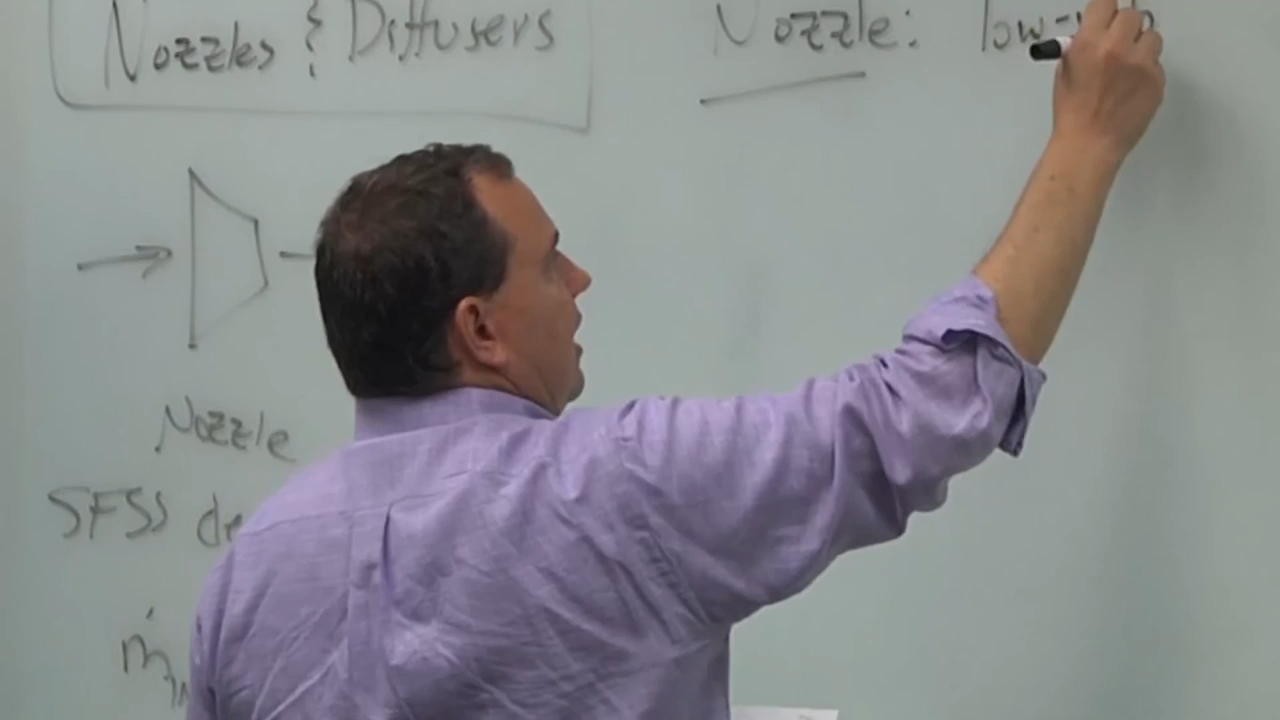 Nozzles & Diffusers
Nozzle: low-
Nozzle
SFSS de
ṁ